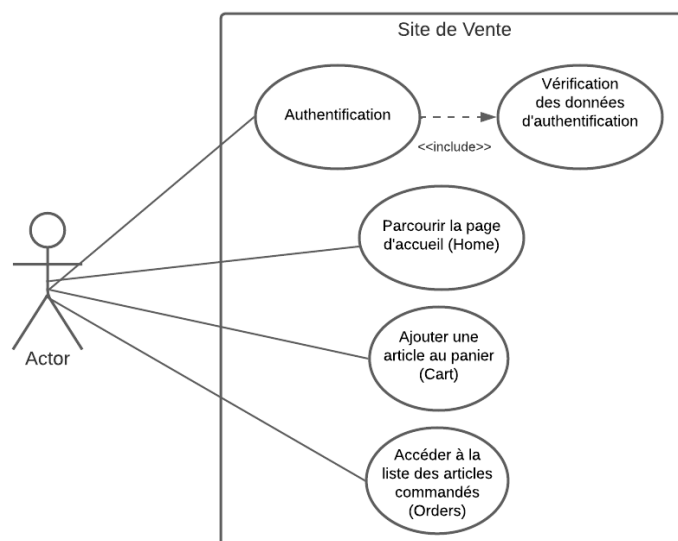 Site de Vente
Authentification
<<include>>
Vérification
des données
d'authentification
Parcourir la page
d'accueil (Home)
Actor
Ajouter une
article au panier
(Cart)
Accéder à la
liste des articles
commandés
(Orders)